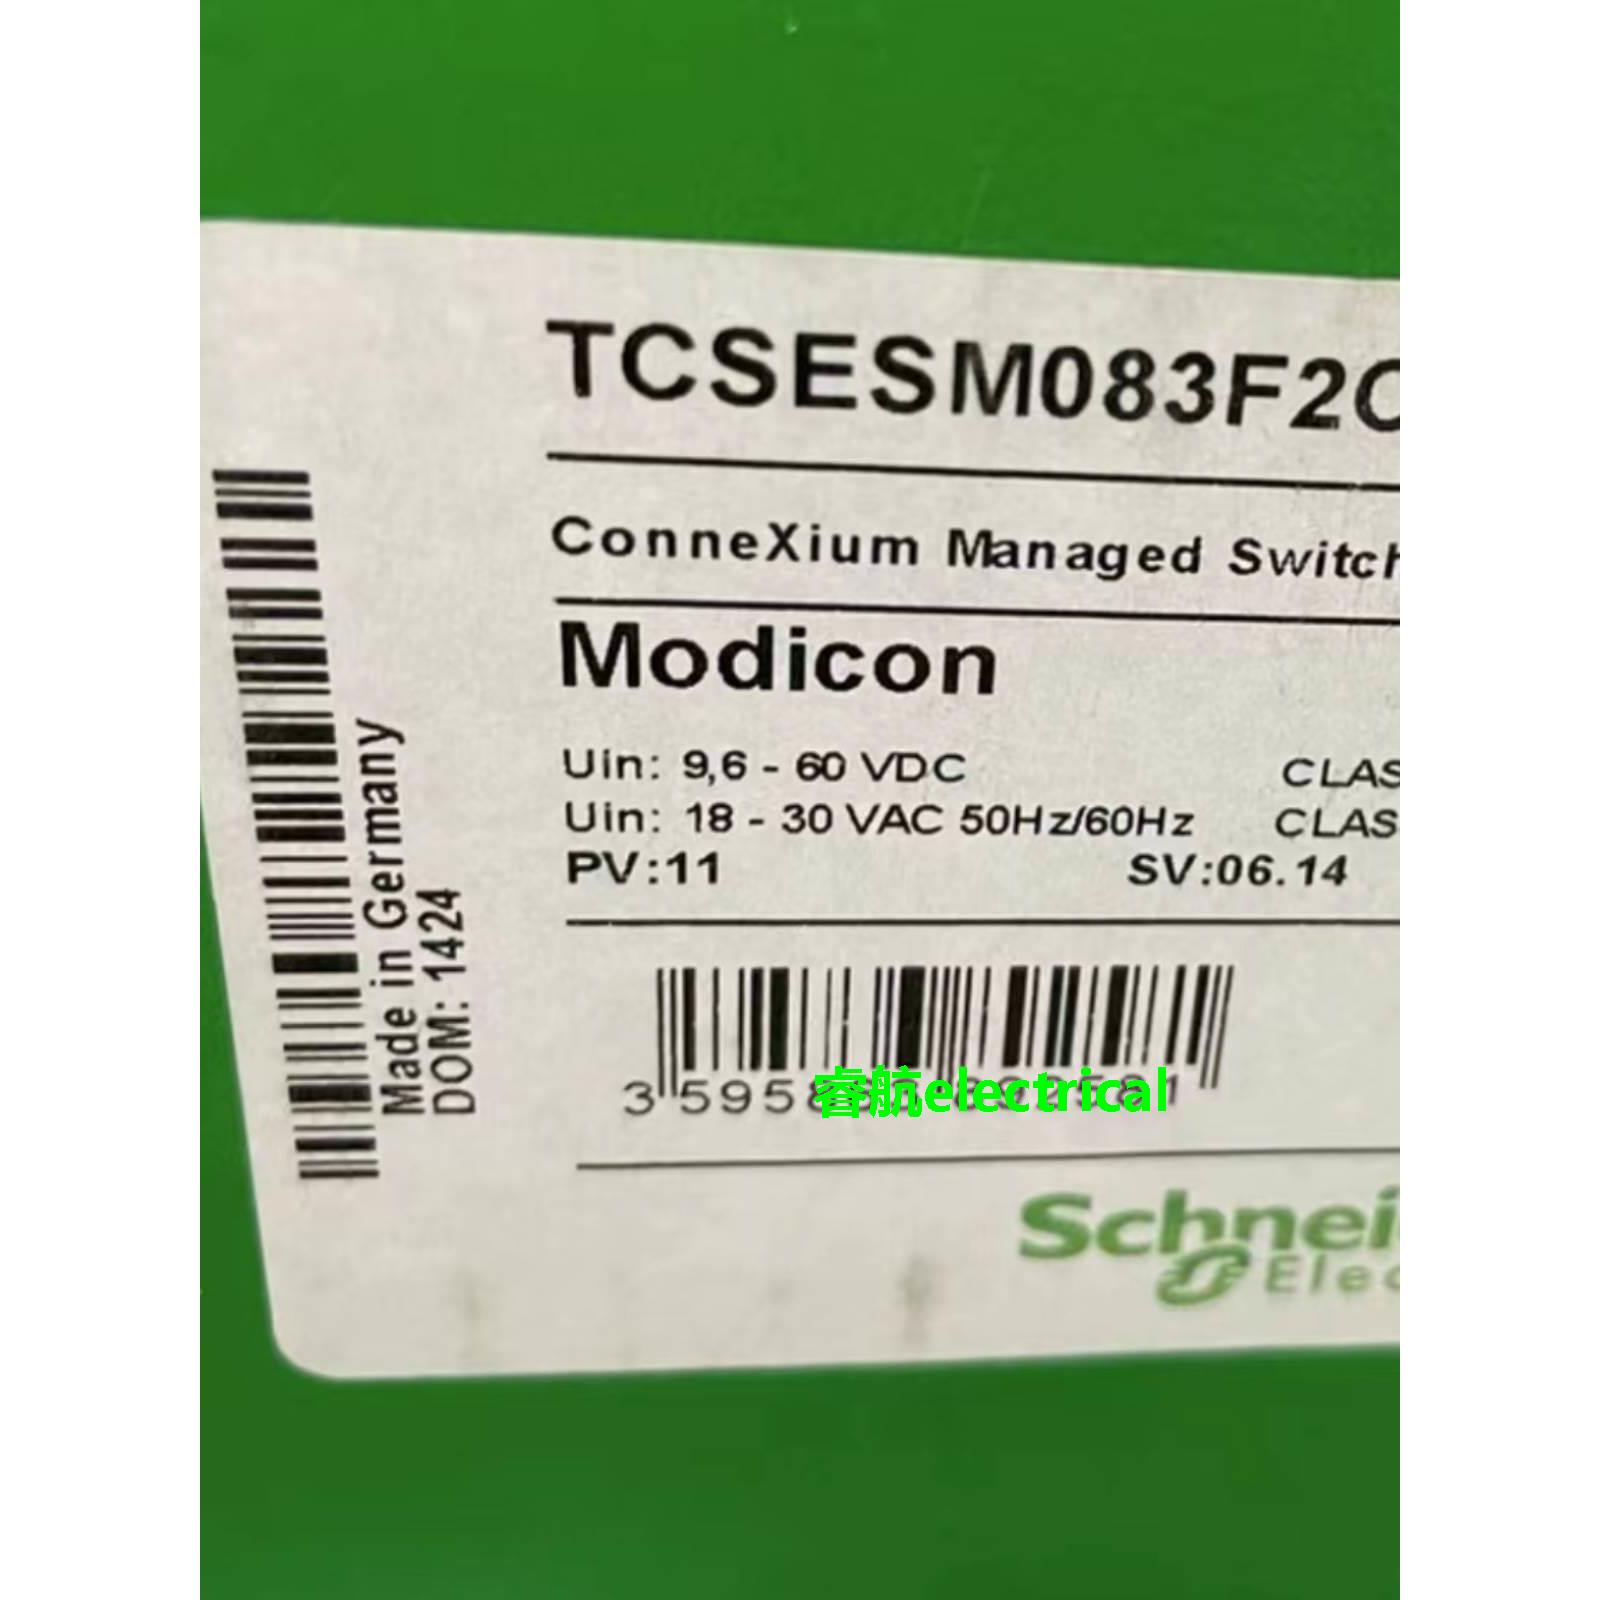 TCSESM083F2C
ConneXium Managed Switch
Modicon
Uin: 9,6 - 60 VDC CLAS
Uin: 18 - 30 VAC 50Hz/60Hz CLAS
PV:11 SV:06.14
Made in Germany
DOM: 1424
睿航electrical
Schnei
Elec